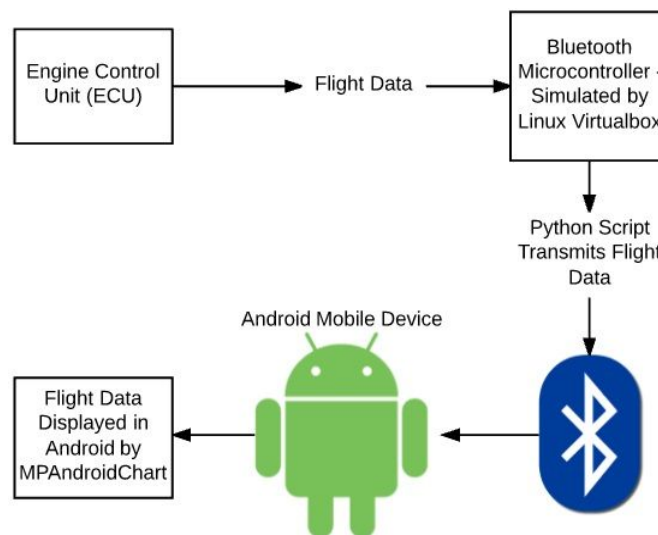 Engine Control
Unit (ECU)
Flight Data
Bluetooth
Microcontroller -
Simulated by
Linux Virtualbox
Python Script
Transmits Flight
Data
Android Mobile Device
Flight Data
Displayed in
Android by
MPAndroidChart